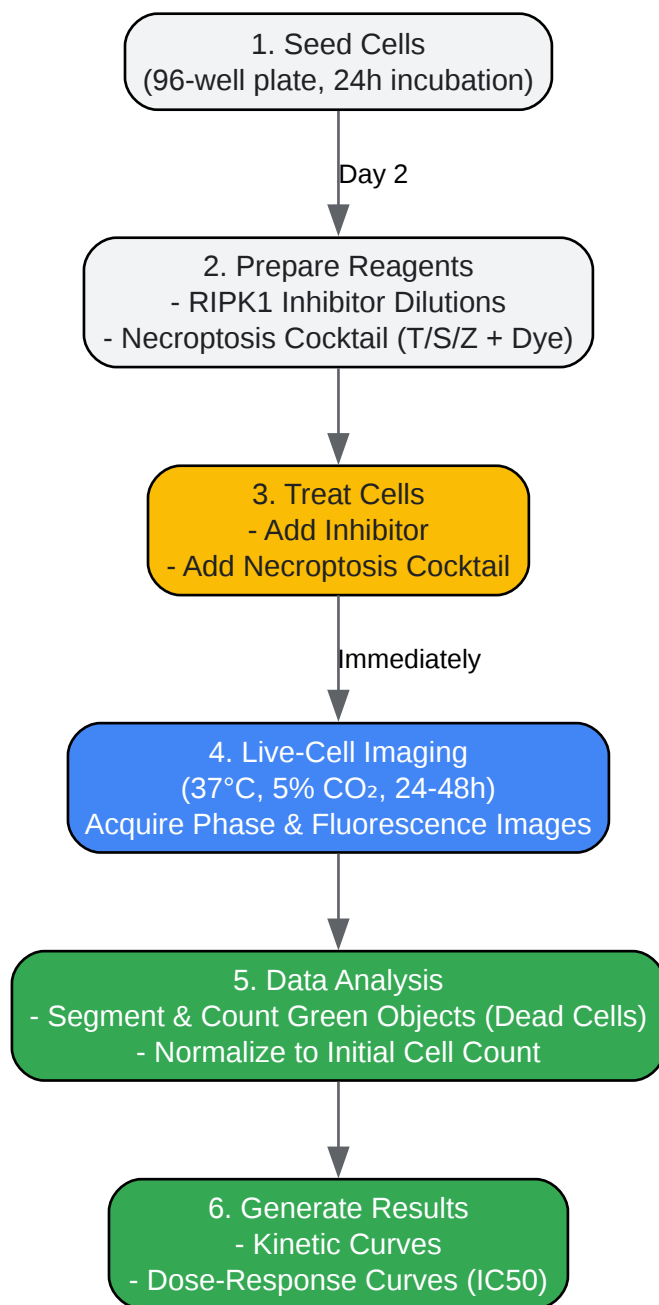 1. Seed Cells
(96-well plate, 24h incubation)
Day 2
2. Prepare Reagents
- RIPK1 Inhibitor Dilutions
- Necroptosis Cocktail (T/S/Z + Dye)
3. Treat Cells
- Add Inhibitor
- Add Necroptosis Cocktail
Immediately
4. Live-Cell Imaging
(37°C, 5% CO₂, 24-48h)
Acquire Phase & Fluorescence Images
5. Data Analysis
- Segment & Count Green Objects (Dead Cells)
- Normalize to Initial Cell Count
6. Generate Results
- Kinetic Curves
- Dose-Response Curves (IC50)